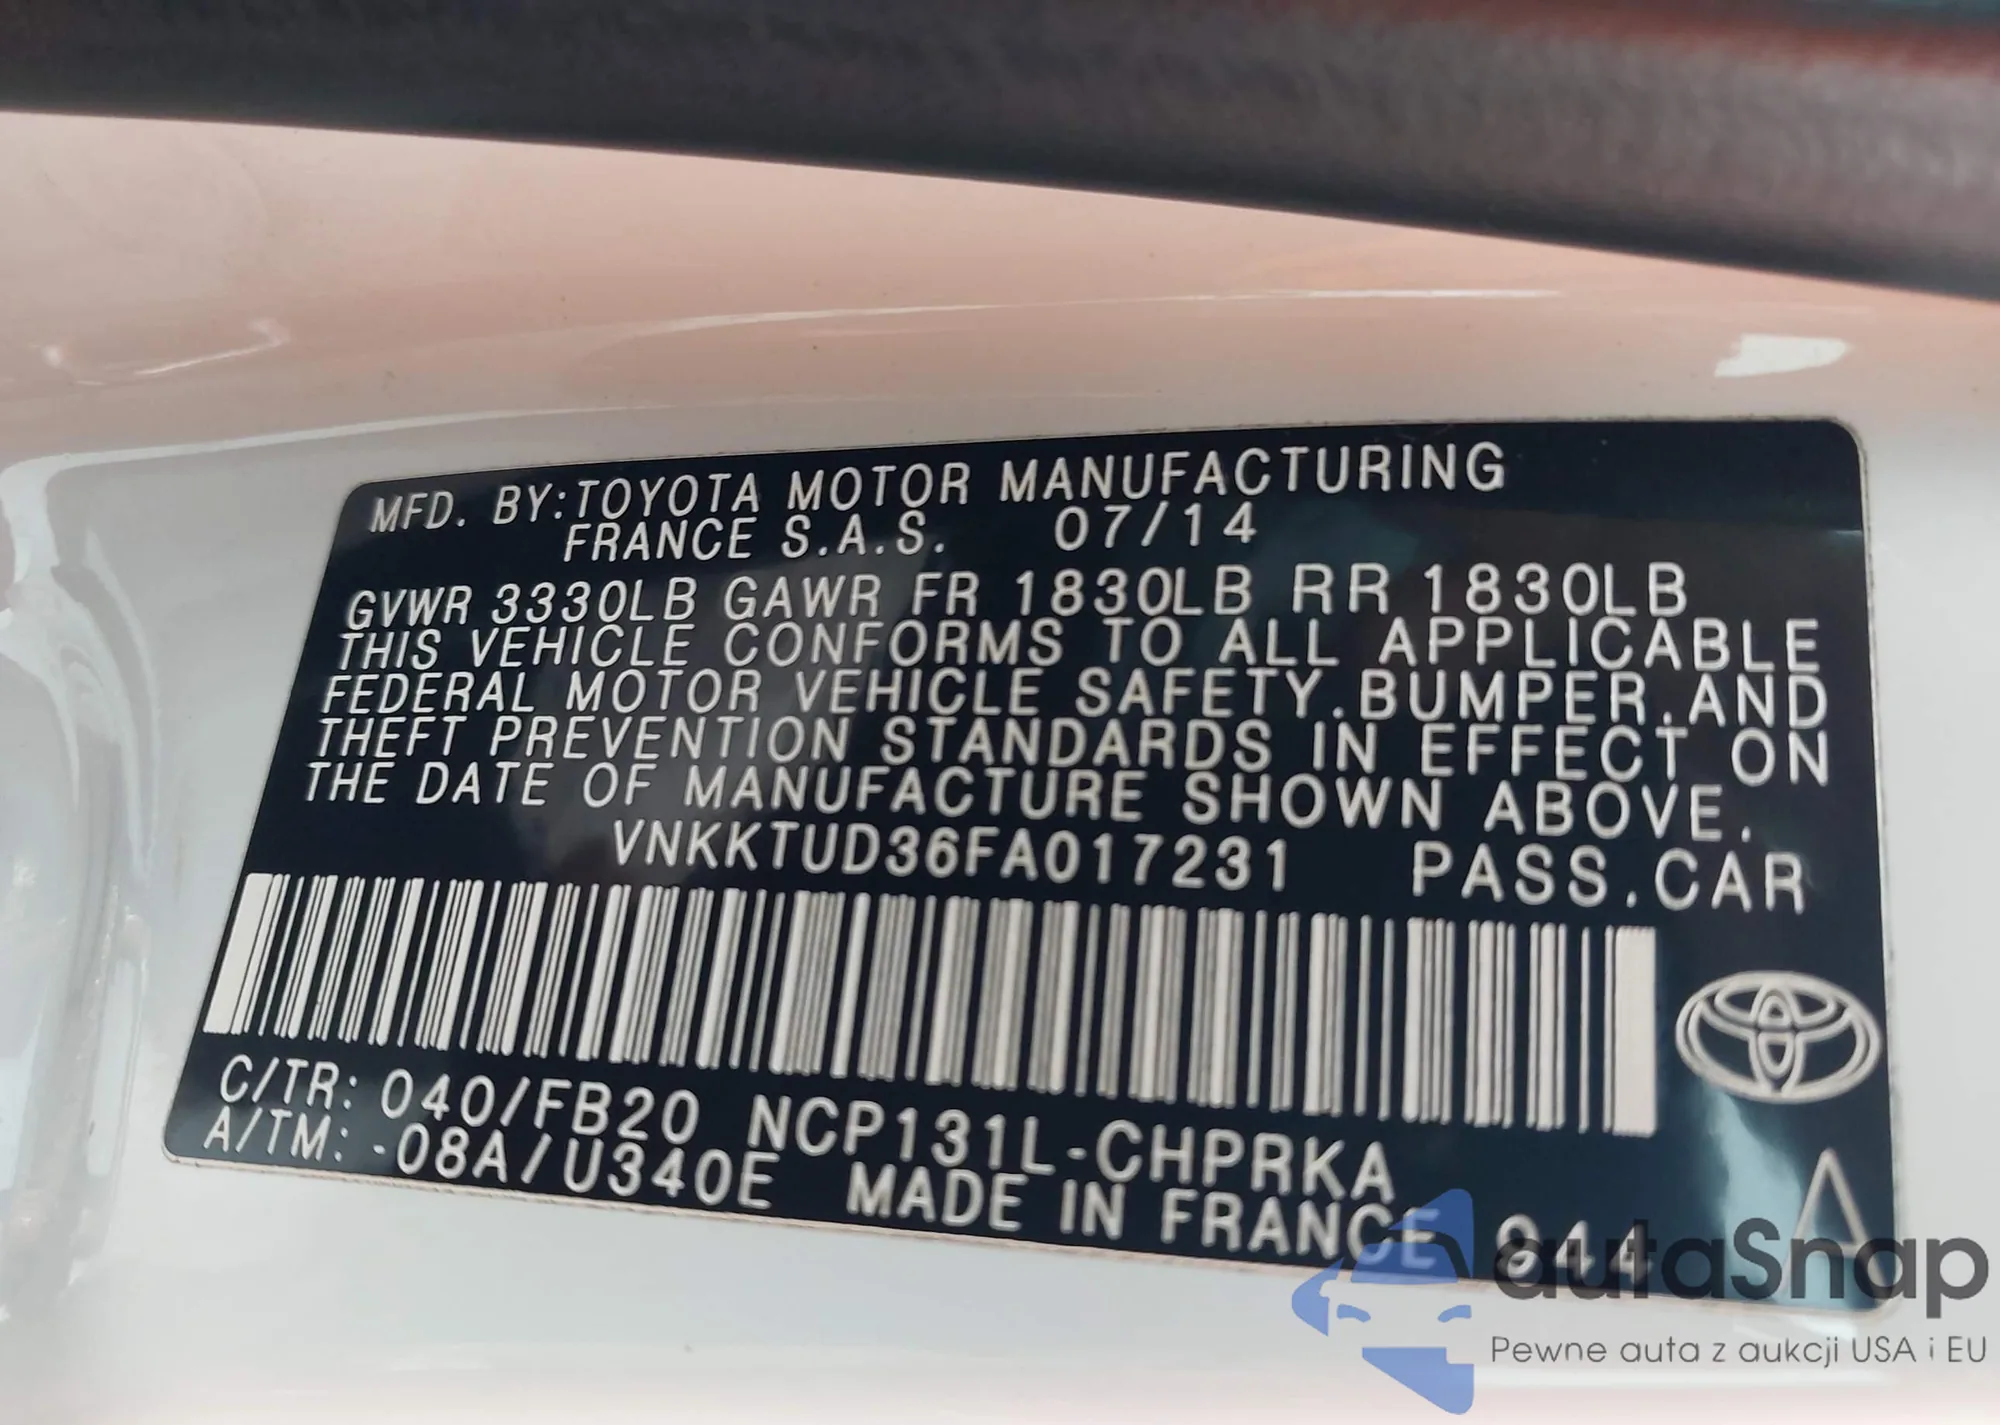 MFD. BY:TOYOTA MOTOR MANUFACTURING
FRANCE S.A.S. 07/14
GVWR 3330LB GAWR FR 1830LB RR 1830LB
THIS VEHICLE CONFORMS TO ALL APPLICABLE
FEDERAL MOTOR VEHICLE SAFETY.BUMPER.AND
THEFT PREVENTION STANDARDS IN EFFECT ON
THE DATE OF MANUFACTURE SHOWN ABOVE.
VNKKTUD36FA017231 PASS.CAR
C/TR: 040/FB20 NCP131L-CHPRKA
A/TM: -08A/U340E MADE IN FRANCE
autaSnap
Pewne auta z aukcji USA i EU